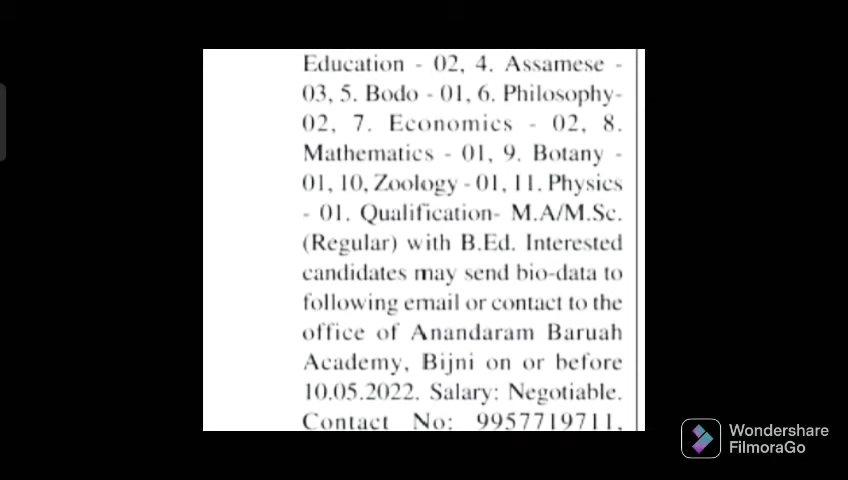 Education - 02, 4. Assamese -
03, 5. Bodo - 01, 6. Philosophy-
02, 7. Economics - 02, 8.
Mathematics - 01, 9. Botany -
01, 10, Zoology - 01, 11. Physics
- 01. Qualification- M.A/M.Sc.
(Regular) with B.Ed. Interested
candidates may send bio-data to
following email or contact to the
office of Anandaram Baruah
Academy, Bijni on or before
10.05.2022. Salary: Negotiable.
Contact No: 9957719711,
Wondershare
FilmoraGo